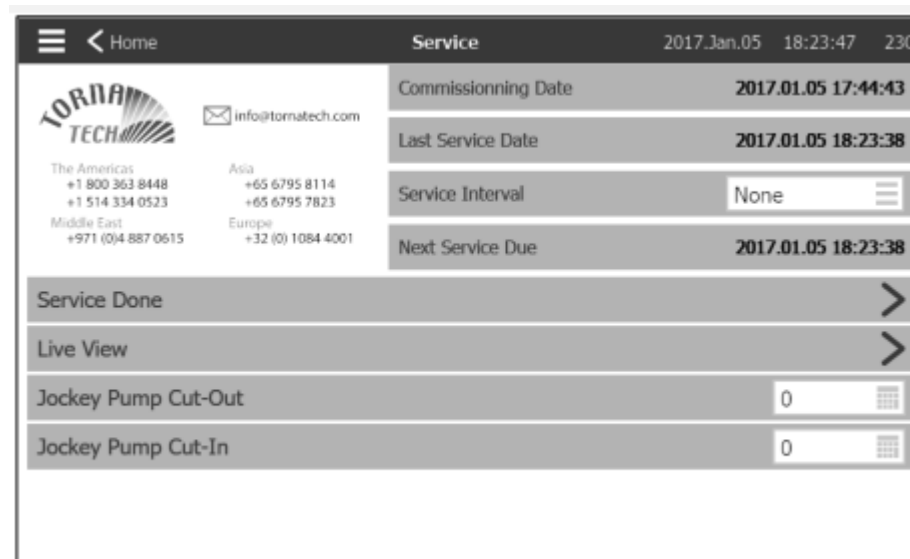 Home Service 2017.Jan.05 18:23:47 230
TORNA
TECH
info@tornatech.com
The Americas
+1 800 363 8448
+1 514 334 0523
Asia
+65 6795 8114
+65 6795 7823
Middle East
+971 (0)4 887 0615
Europe
+32 (0) 1084 4001
Commissionning Date 2017.01.05 17:44:43
Last Service Date 2017.01.05 18:23:38
Service Interval None
Next Service Due 2017.01.05 18:23:38
Service Done
Live View
Jockey Pump Cut-Out 0
Jockey Pump Cut-In 0